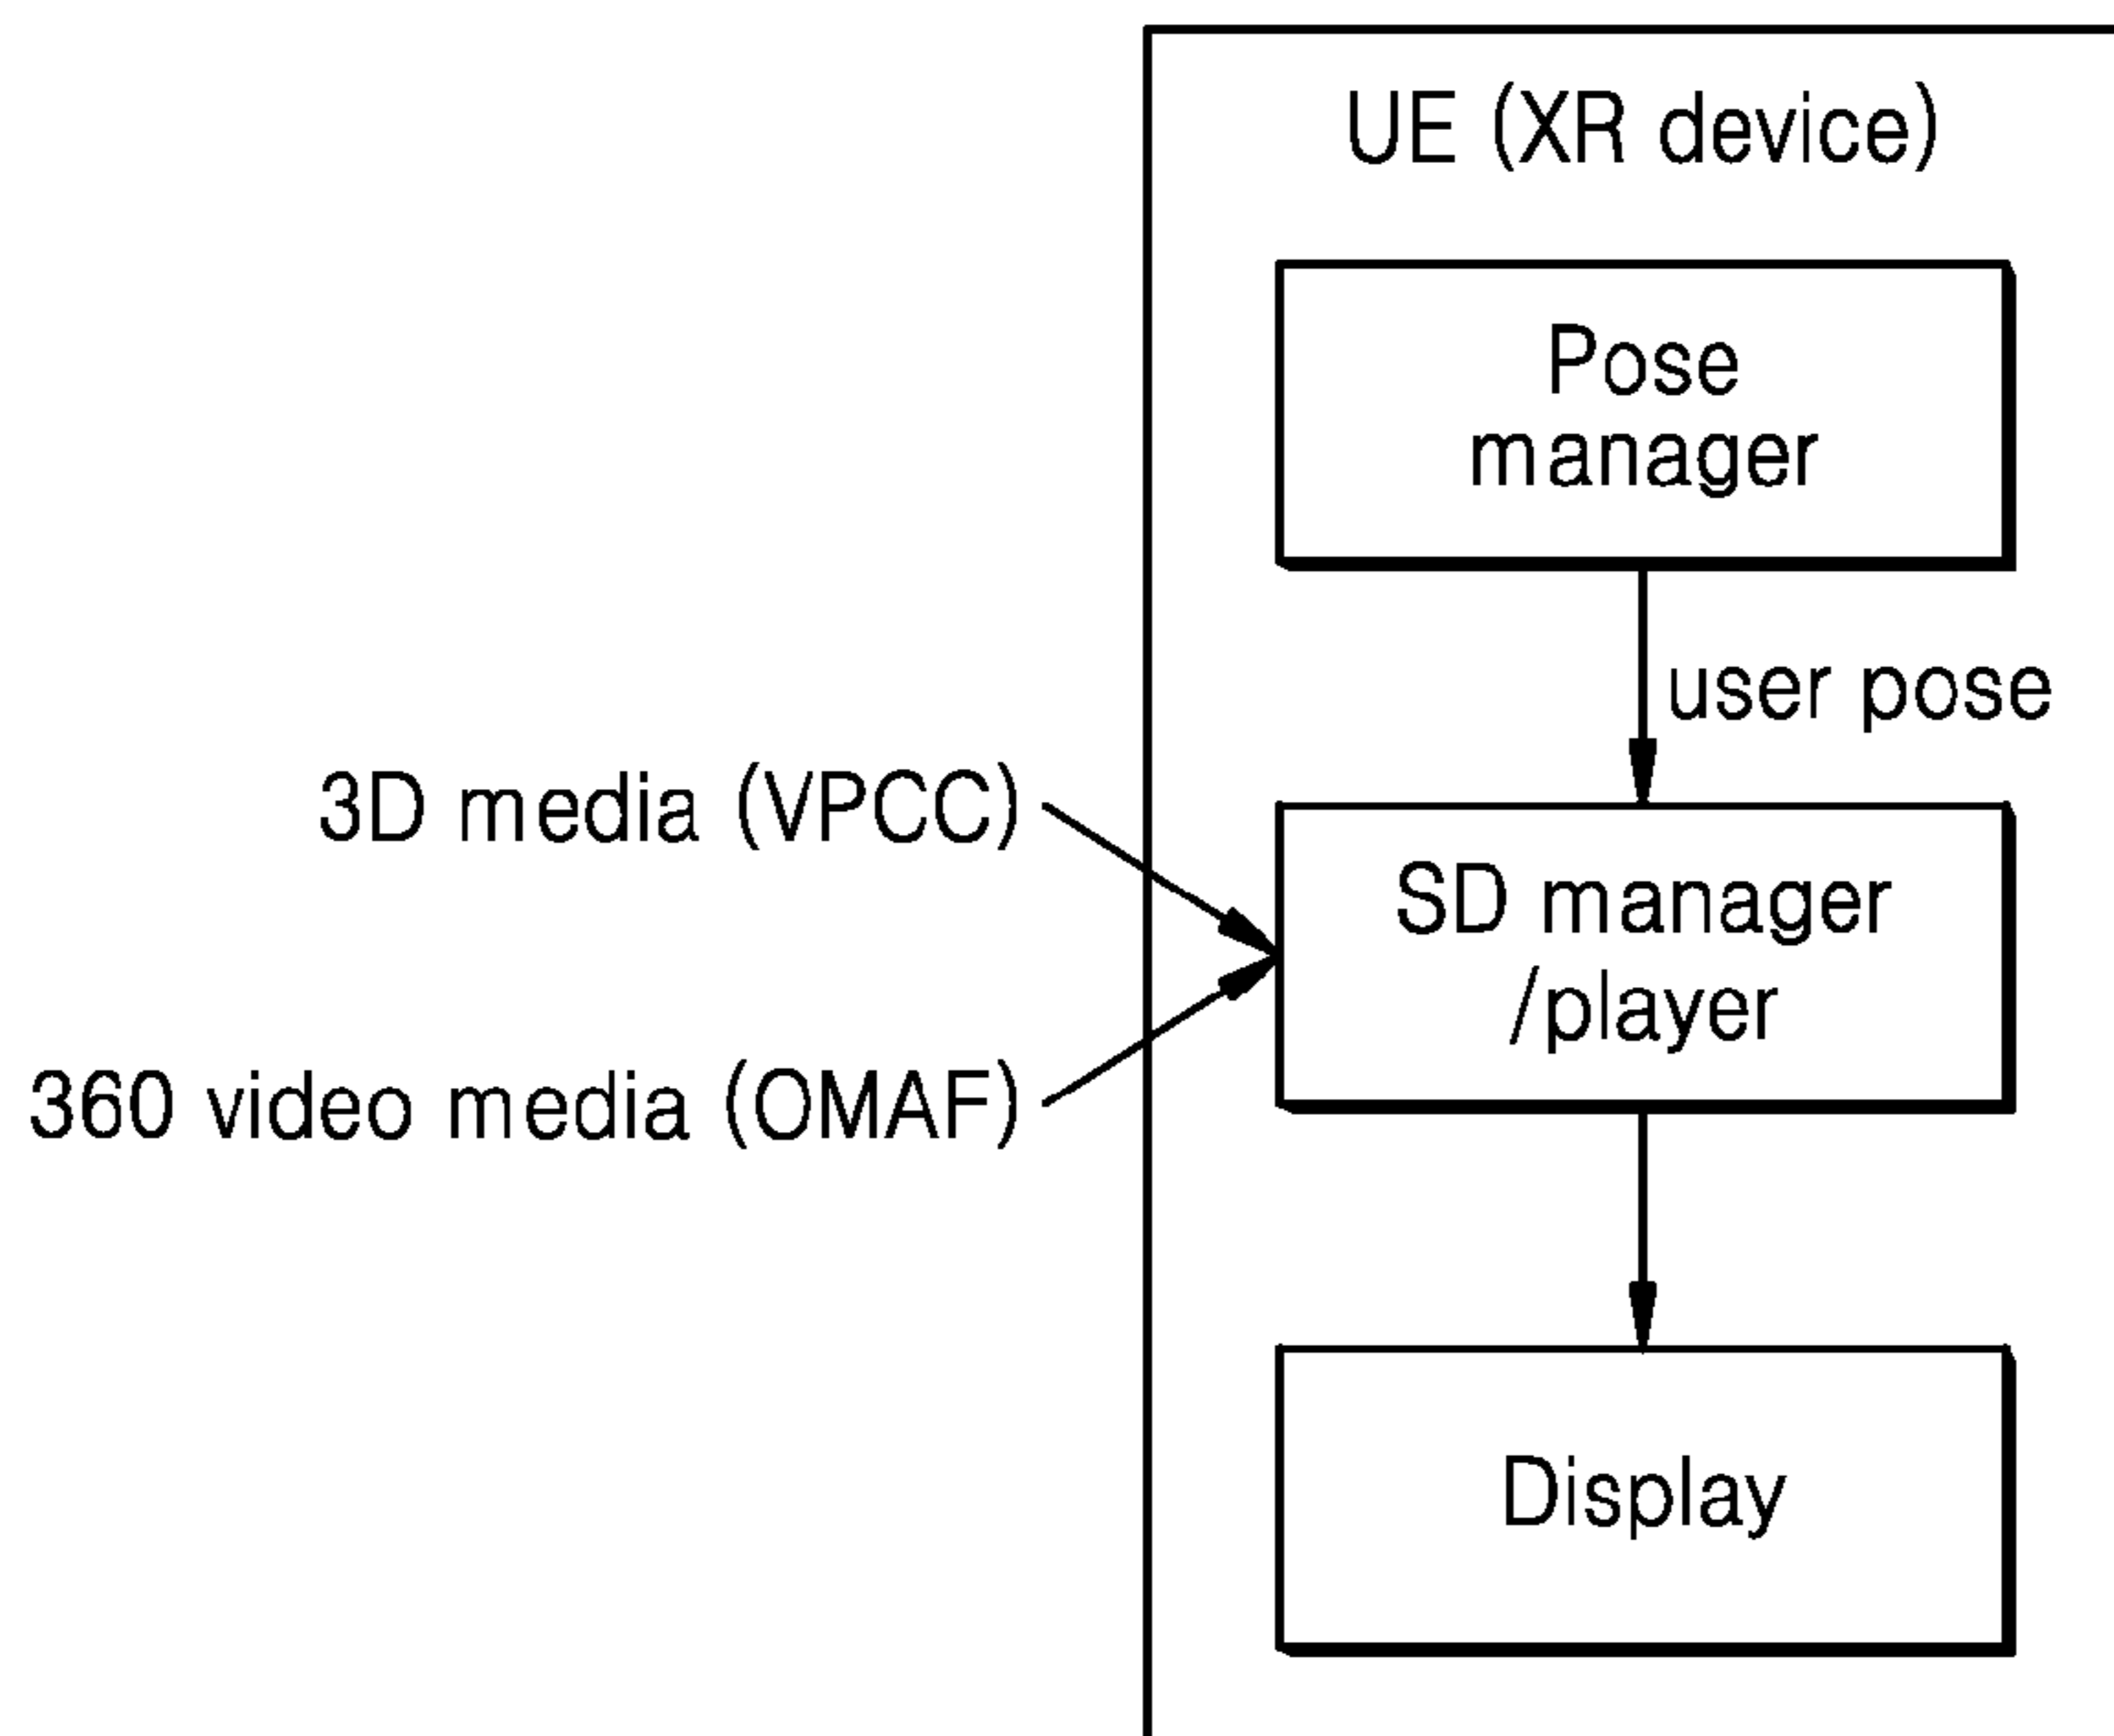 UE (XR device)
Pose
manager
user pose
3D media (VPCC)
SD manager
/player
360 video media (OMAF)
Display